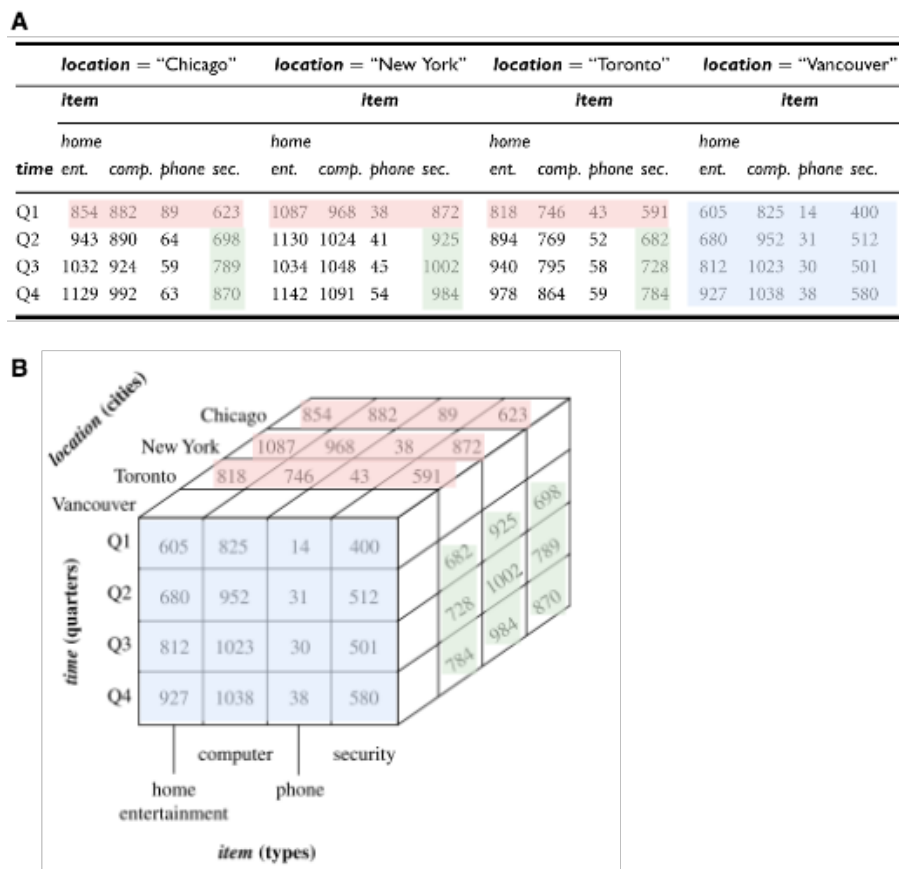 A
location = “Chicago” location = “New York” location = “Toronto” location = “Vancouver”
item item item item
home home home home
time ent. comp. phone sec. ent. comp. phone sec. ent. comp. phone sec. ent. comp. phone sec.
Q1 854 882 89 623 1087 968 38 872 818 746 43 591 605 825 14 400
Q2 943 890 64 698 1130 1024 41 925 894 769 52 682 680 952 31 512
Q3 1032 924 59 789 1034 1048 45 1002 940 795 58 728 812 1023 30 501
Q4 1129 992 63 870 1142 1091 54 984 978 864 59 784 927 1038 38 580
B
location (cities)
Chicago 854 882 89 623
New York 1087 968 38 872
Toronto 818 746 43 591
Vancouver
time (quarters)
Q1 605 825 14 400
Q2 680 952 31 512
Q3 812 1023 30 501
Q4 927 1038 38 580
682 925 698
728 1002 789
784 984 870
computer security
home phone
entertainment
item (types)